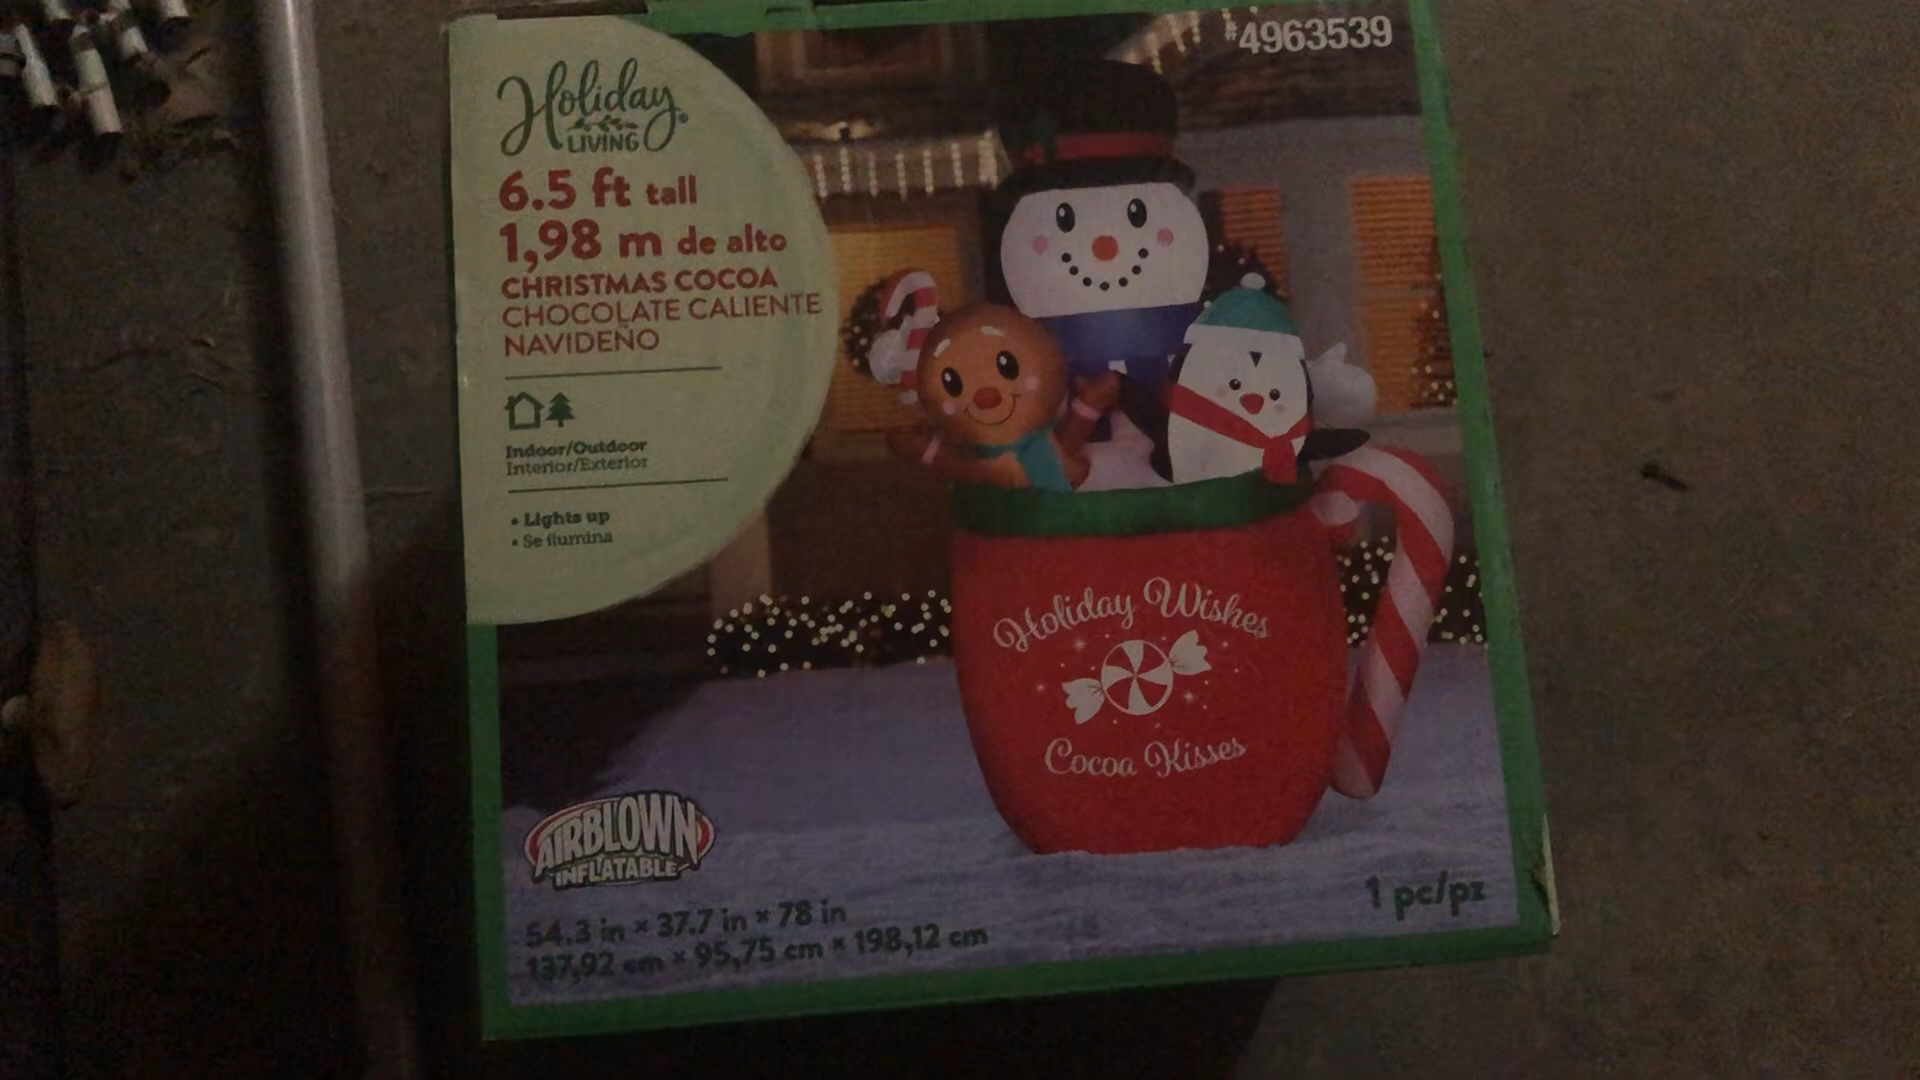 #4963539
Holiday
LIVING
6.5 ft tall
1,98 m de alto
CHRISTMAS COCOA
CHOCOLATE CALIENTE
NAVIDEÑO
Indoor/Outdoor
Interior/Exterior
• Lights up
• Se ilumina
Holiday Wishes
Cocoa Kisses
AIRBLOWN
INFLATABLE
54.3 in × 37.7 in × 78 in
137,92 cm × 95,75 cm × 198,12 cm
1 pc/pz